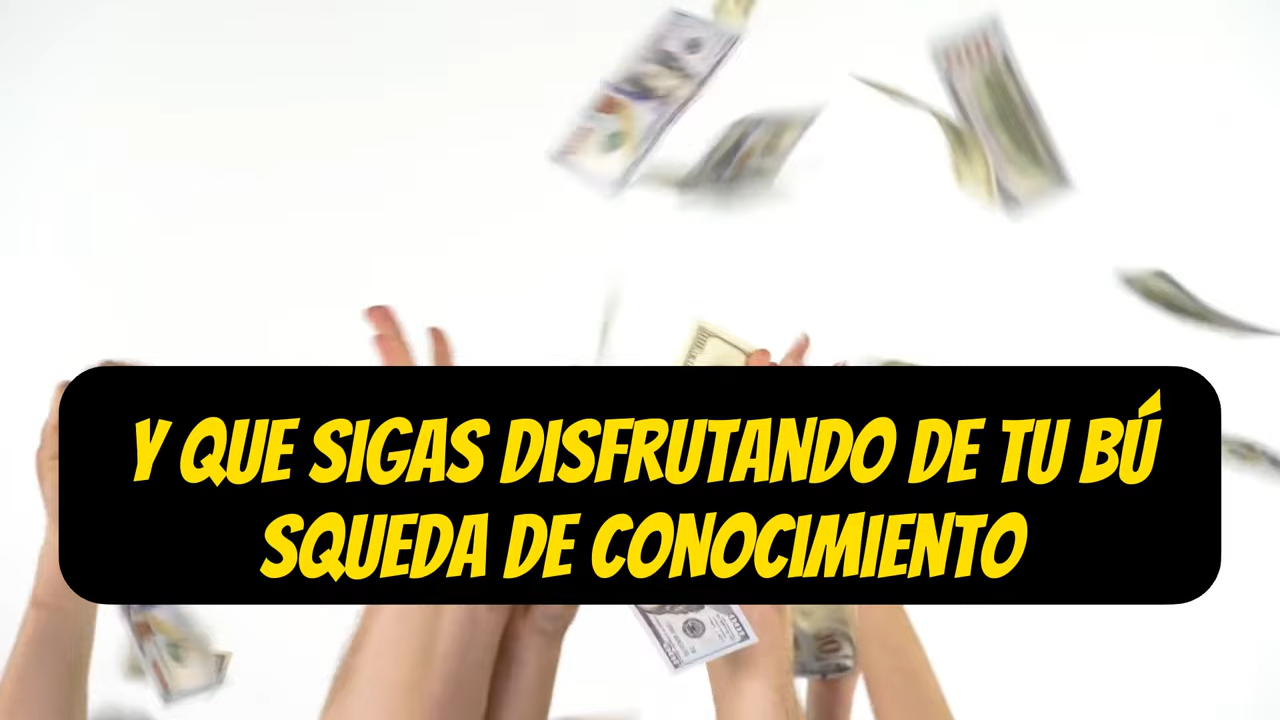 Y QUE SIGAS DISFRUTANDO DE TU BÚ
SQUEDA DE CONOCIMIENTO